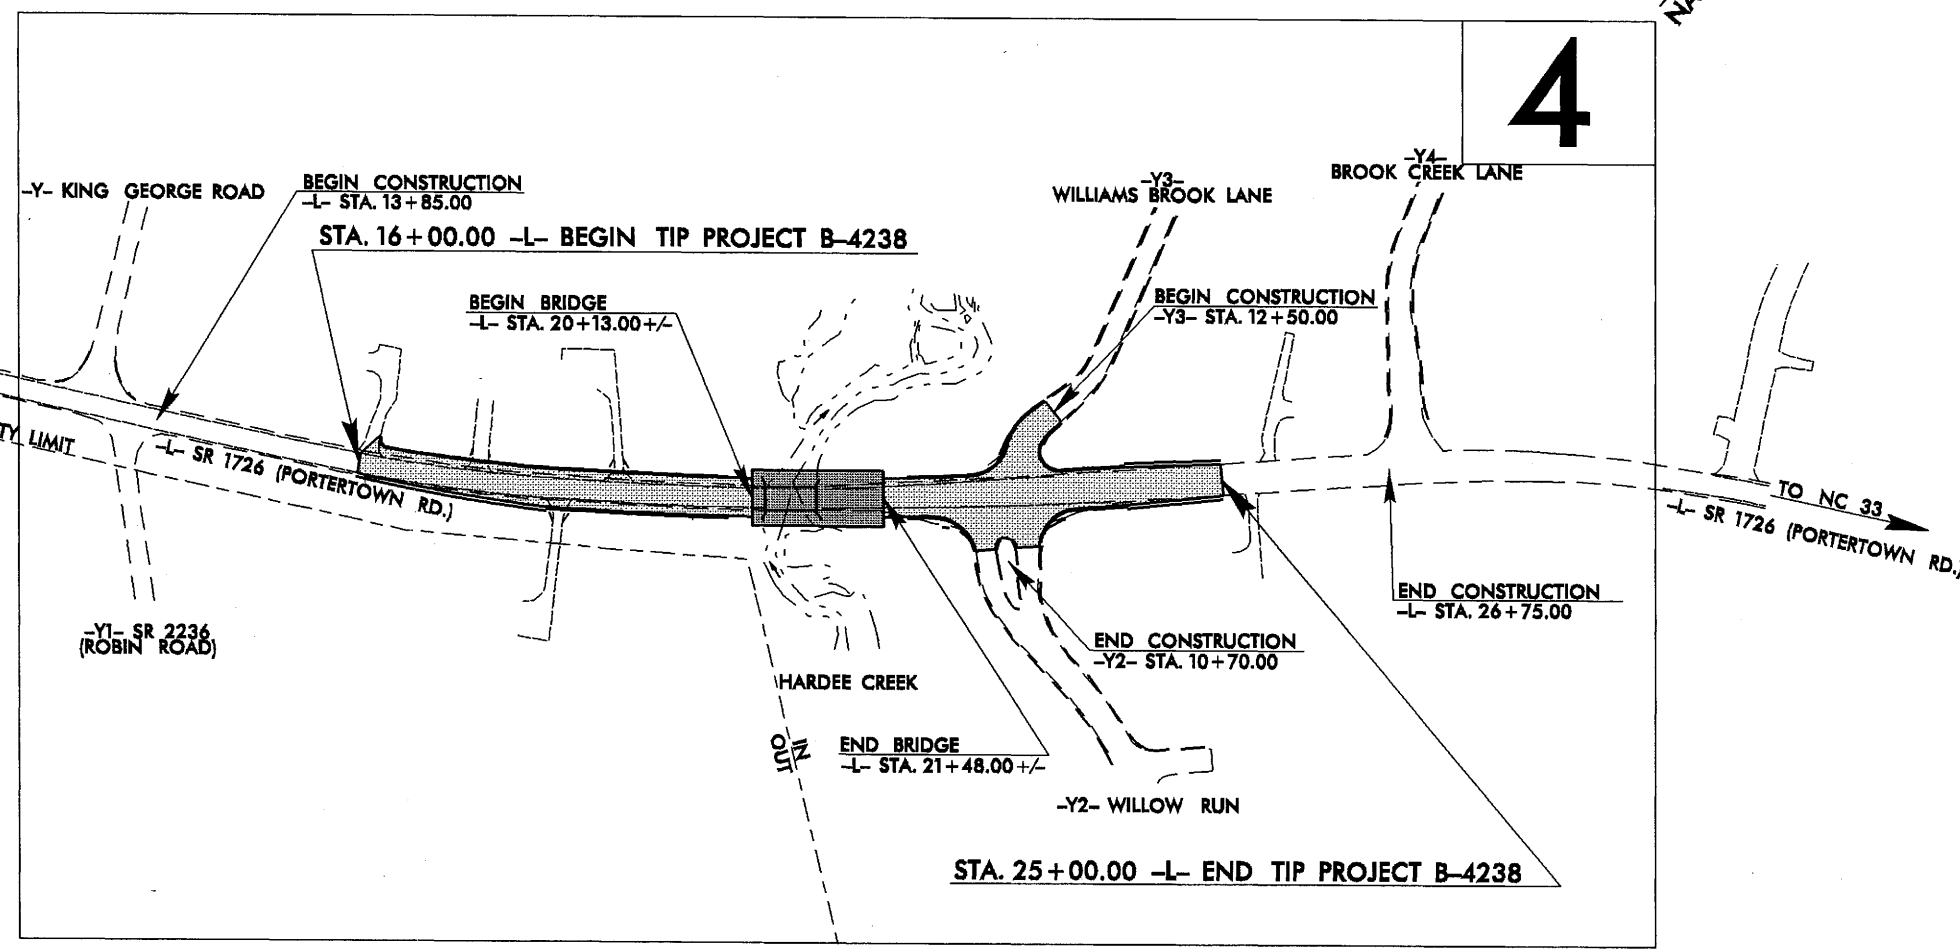 4
-Y4-
BROOK CREEK LANE
-Y3-
WILLIAMS BROOK LANE
-Y- KING GEORGE ROAD
BEGIN CONSTRUCTION
-L- STA. 13+85.00
STA. 16+00.00 -L- BEGIN TIP PROJECT B-4238
BEGIN BRIDGE
-L- STA. 20+13.00+/-
BEGIN CONSTRUCTION
-Y3- STA. 12+50.00
TY LIMIT
-L- SR 1726 (PORTERTOWN RD.)
TO NC 33
-L- SR 1726 (PORTERTOWN RD.)
END CONSTRUCTION
-L- STA. 26+75.00
-Y1- SR 2236
(ROBIN ROAD)
END CONSTRUCTION
-Y2- STA. 10+70.00
HARDEE CREEK
IN
OUT
END BRIDGE
-L- STA. 21+48.00+/-
-Y2- WILLOW RUN
STA. 25+00.00 -L- END TIP PROJECT B-4238